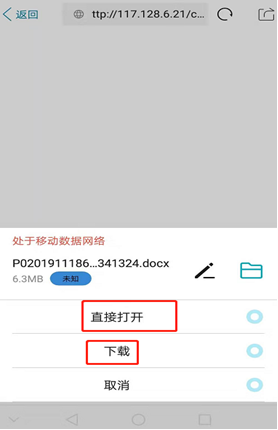 返回
ttp://117.128.6.21/c...
处于移动数据网络
P0201911186...341324.docx
6.3MB 未知
直接打开
下载
取消